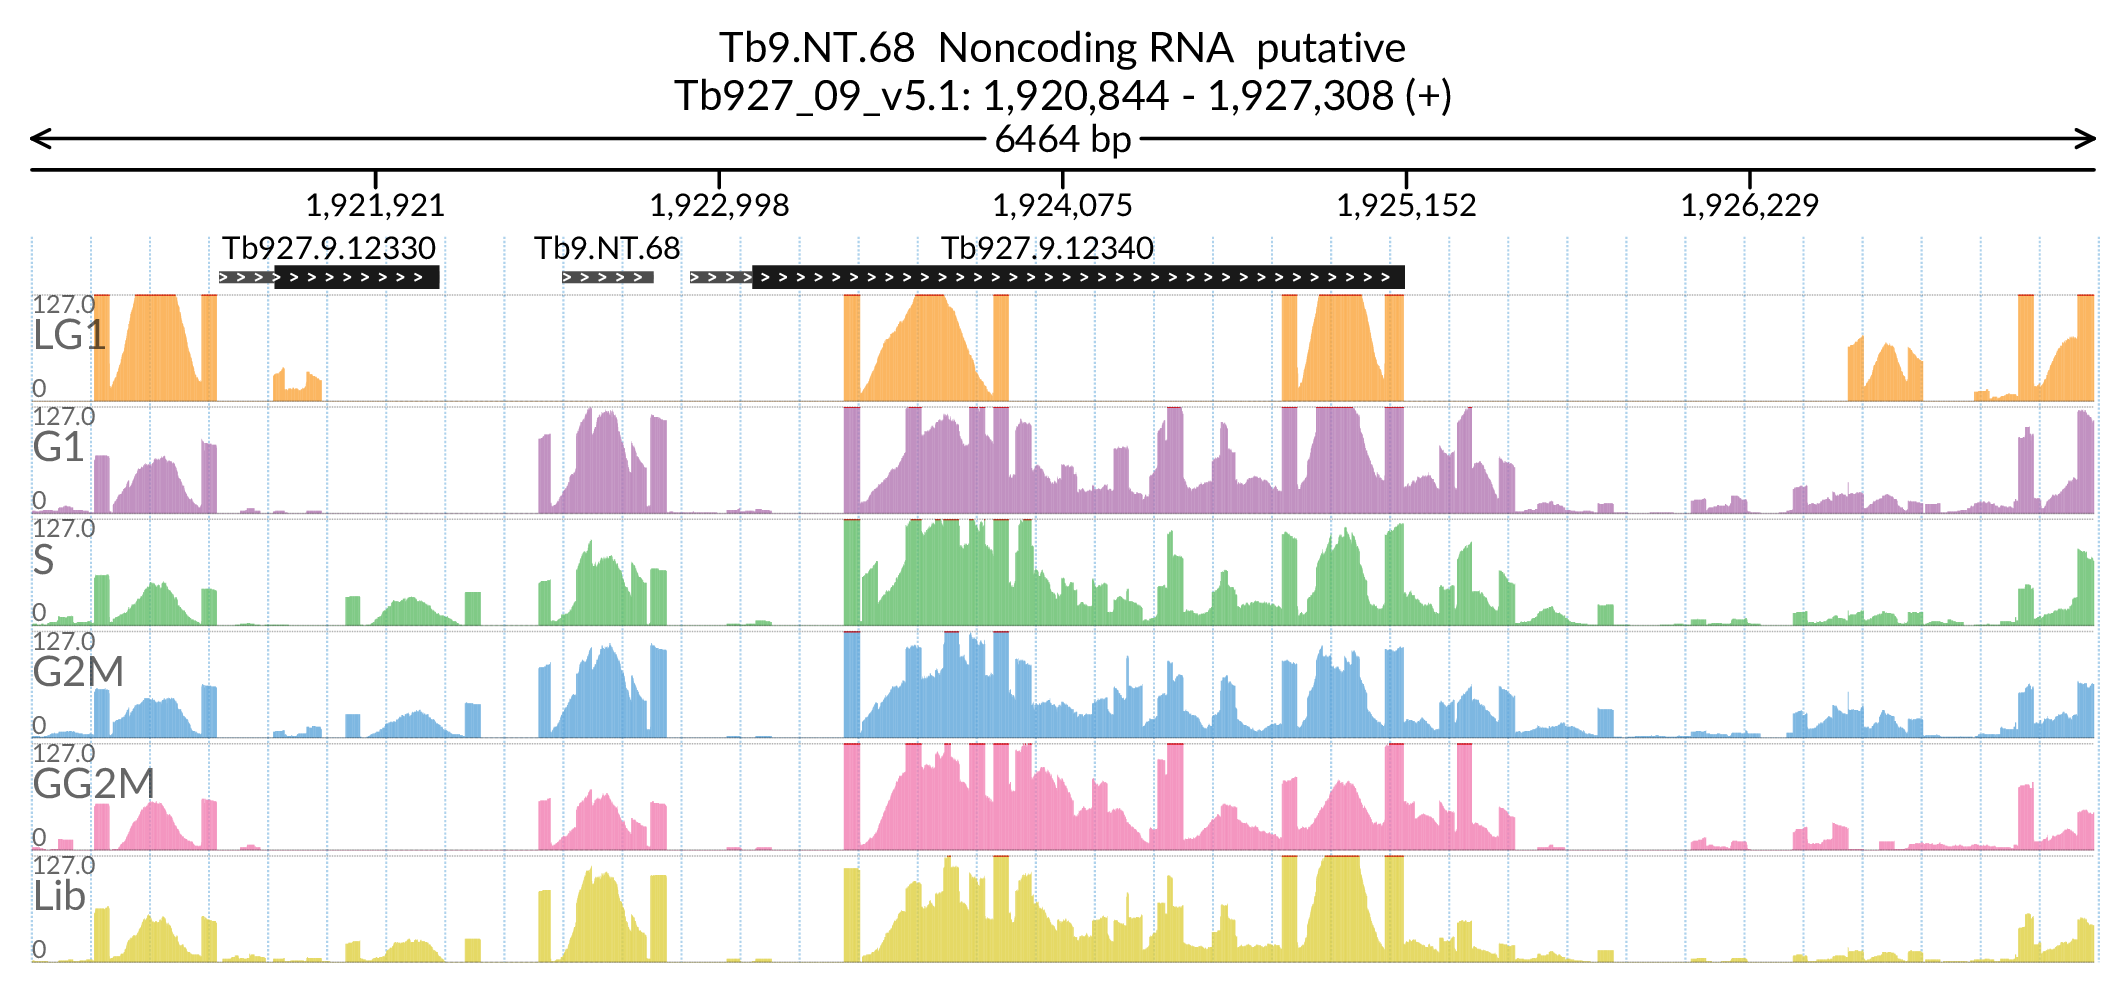 Tb9.NT.68 Noncoding RNA putative
Tb927_09_v5.1: 1,920,844 - 1,927,308 (+)
6464 bp
1,921,921 1,922,998 1,924,075 1,925,152 1,926,229
Tb927.9.12330 Tb9.NT.68 Tb927.9.12340
127.0
LG1
0
127.0
G1
0
127.0
S
0
127.0
G2M
0
127.0
GG2M
0
127.0
Lib
0